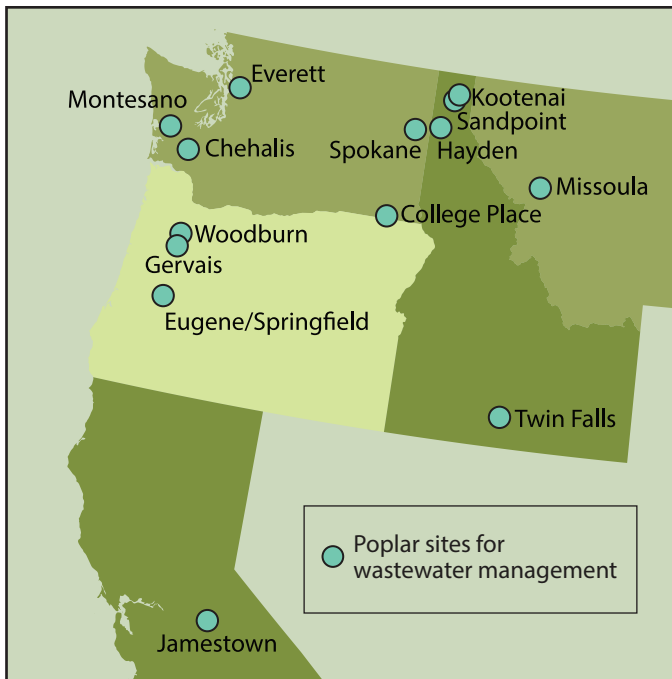 Everett
Montesano
Chehalis
Kootenai
Sandpoint
Spokane
Hayden
Missoula
College Place
Woodburn
Gervais
Eugene/Springfield
Twin Falls
Poplar sites for
wastewater management
Jamestown